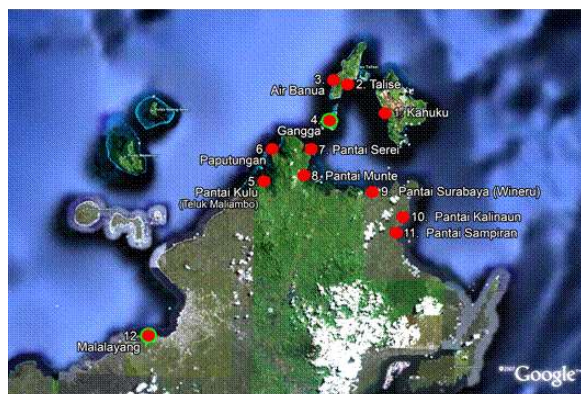 3.
Air Banua
2. Talise
1. Kahuku
4.
Gangga
6
Paputungan
7. Pantai Serei
8. Pantai Munte
5
Pantai Kulu
(Teluk Maliambo)
9 Pantai Surabaya (Wineru)
10. Pantai Kalinaun
11. Pantai Sampiran
12.
Malalayang
Google